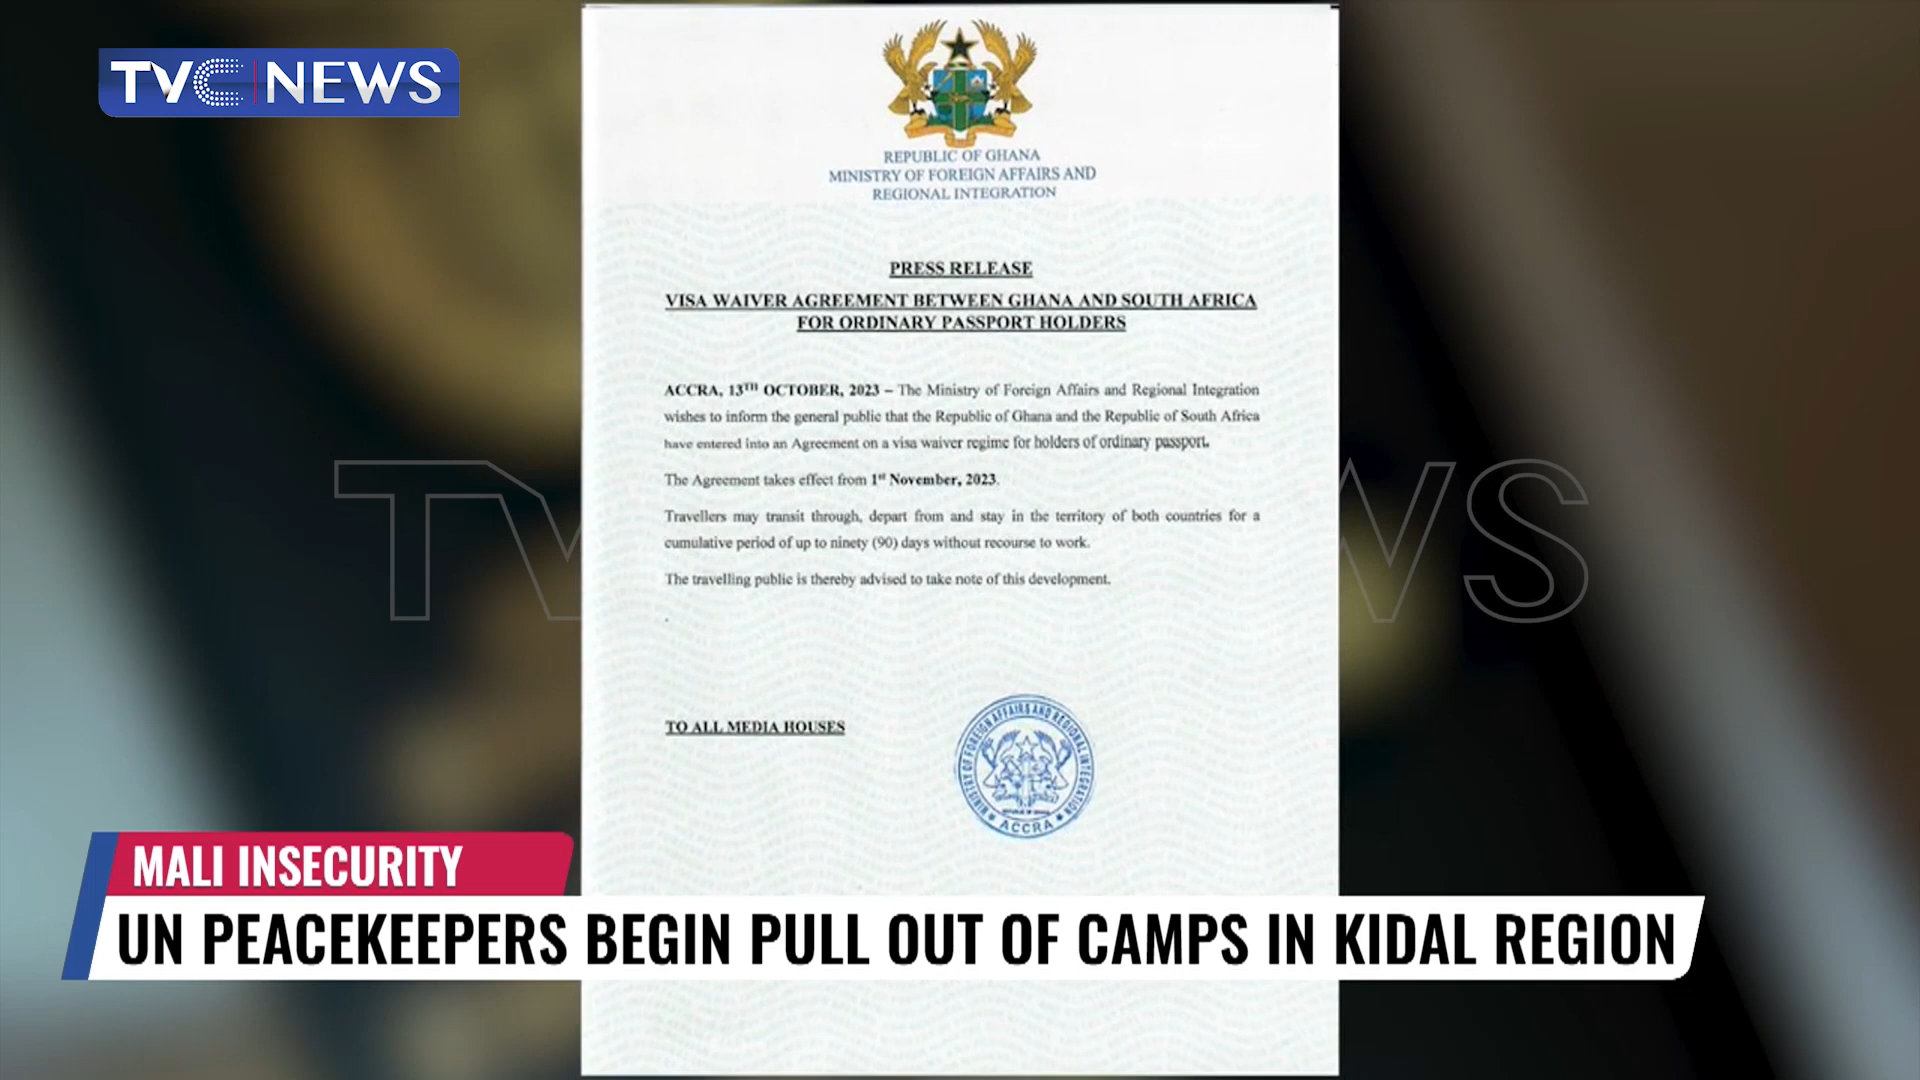 TVC NEWS
REPUBLIC OF GHANA
MINISTRY OF FOREIGN AFFAIRS AND
REGIONAL INTEGRATION
PRESS RELEASE
VISA WAIVER AGREEMENT BETWEEN GHANA AND SOUTH AFRICA
FOR ORDINARY PASSPORT HOLDERS
ACCRA, 13TH OCTOBER, 2023 – The Ministry of Foreign Affairs and Regional Integration
wishes to inform the general public that the Republic of Ghana and the Republic of South Africa
have entered into an Agreement on a visa waiver regime for holders of ordinary passport.
The Agreement takes effect from 1st November, 2023.
Travellers may transit through, depart from and stay in the territory of both countries for a
cumulative period of up to ninety (90) days without recourse to work.
The travelling public is thereby advised to take note of this development.
TO ALL MEDIA HOUSES
MINISTRY OF FOREIGN AFFAIRS AND REGIONAL INTEGRATION
REPUBLIC OF GHANA
ACCRA
MALI INSECURITY
UN PEACEKEEPERS BEGIN PULL OUT OF CAMPS IN KIDAL REGION